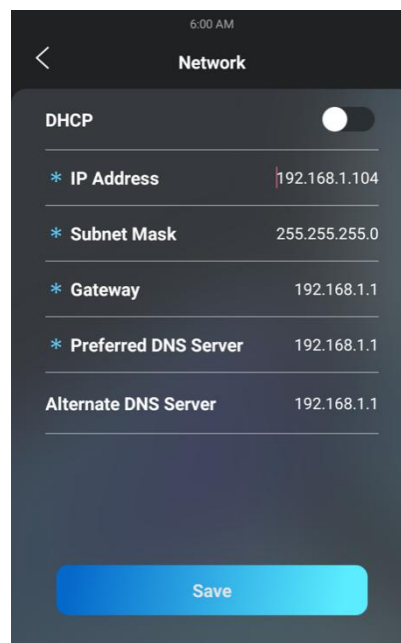 6:00 AM
Network
DHCP
* IP Address 192.168.1.104
* Subnet Mask 255.255.255.0
* Gateway 192.168.1.1
* Preferred DNS Server 192.168.1.1
Alternate DNS Server 192.168.1.1
Save